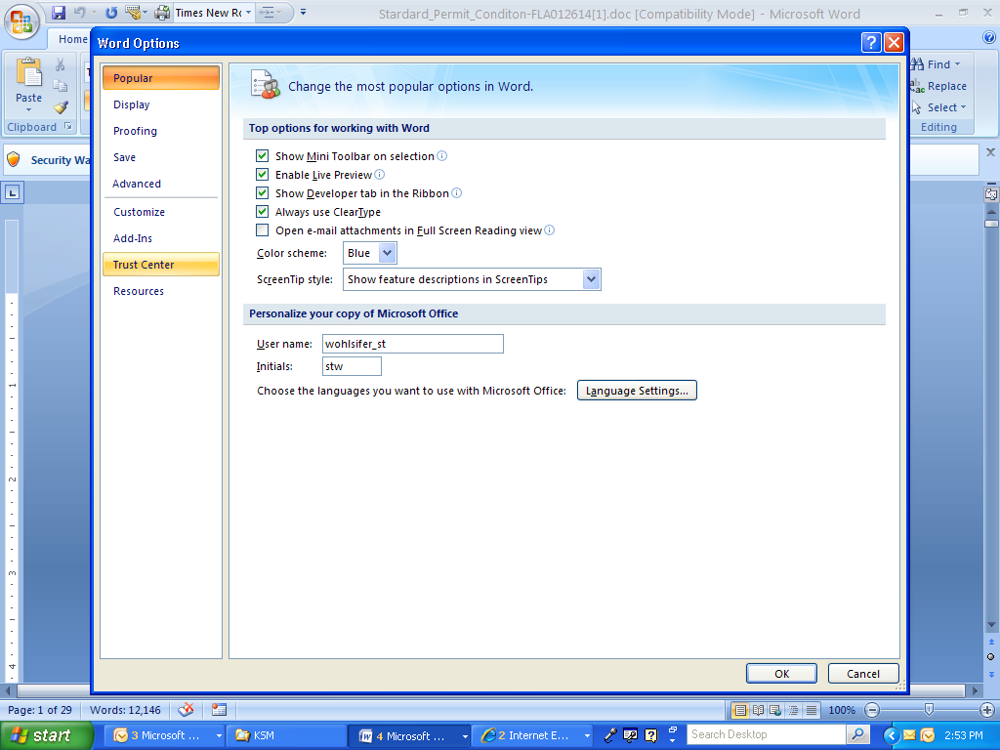 Times New Ro
Stardard_Permit_Conditon-FLA012614[1].doc [Compatibility Mode] - Microsoft Word
Home
Word Options
Paste
Clipboard
Find
Replace
Select
Editing
Security Wa
Popular
Display
Proofing
Save
Advanced
Customize
Add-Ins
Trust Center
Resources
Change the most popular options in Word.
Top options for working with Word
Show Mini Toolbar on selection
Enable Live Preview
Show Developer tab in the Ribbon
Always use ClearType
Open e-mail attachments in Full Screen Reading view
Color scheme: Blue
ScreenTip style: Show feature descriptions in ScreenTips
Personalize your copy of Microsoft Office
User name: wohlsifer_st
Initials: stw
Choose the languages you want to use with Microsoft Office: Language Settings...
1
2
3
4
OK Cancel
Page: 1 of 29 Words: 12,146 100%
start 3 Microsoft ... KSM 4 Microsoft ... 2 Internet E... Search Desktop 2:53 PM